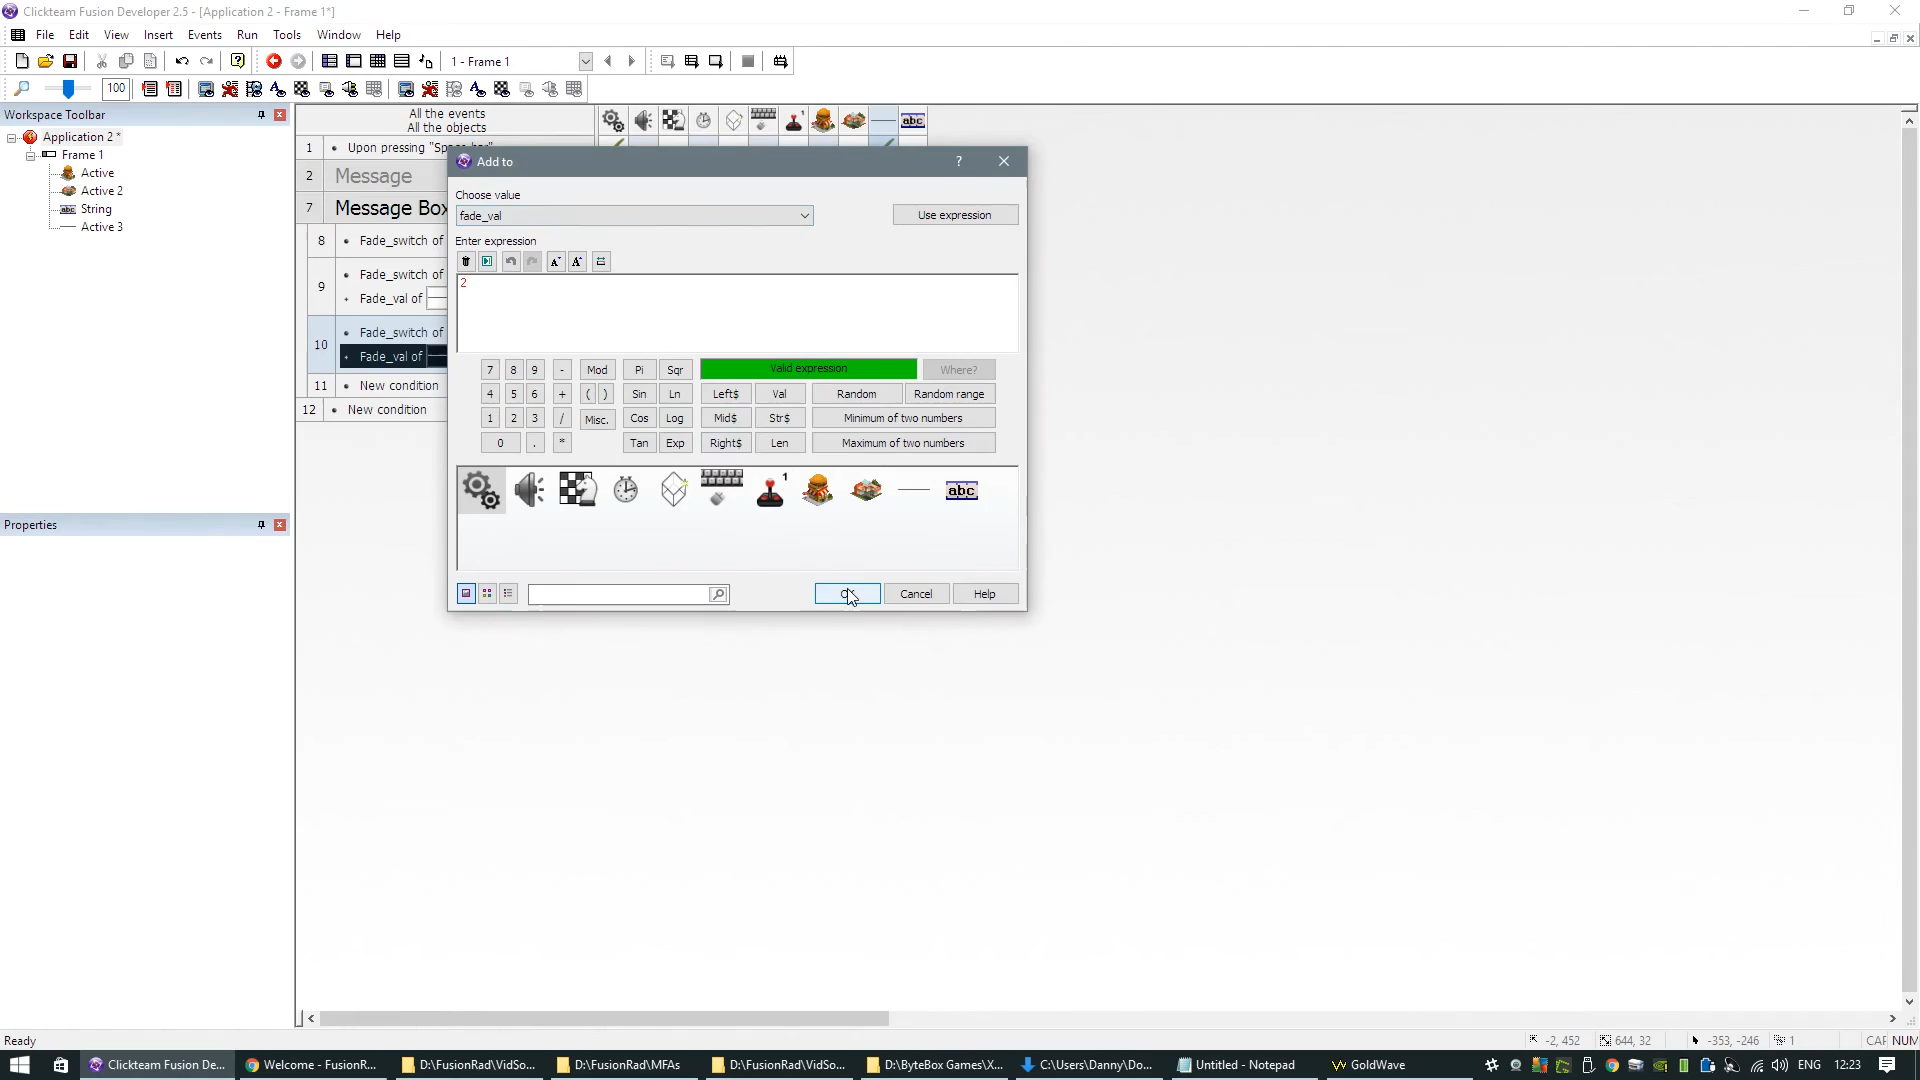 Clickteam Fusion Developer 2.5 - [Application 2 - Frame 1*]
File Edit View Insert Events Run Tools Window Help
1 - Frame 1
100
Workspace Toolbar
Application 2 *
Frame 1
Active
Active 2
String
Active 3
Properties
All the events
All the objects
1 • Upon pressing "Space bar"
2 Message
7 Message Box
8 • Fade_switch of
9 • Fade_switch of
+ Fade_val of
10 • Fade_switch of
+ Fade_val of
11 • New condition
12 • New condition
abc
Add to
Choose value
fade_val
Use expression
Enter expression
2
7 8 9 - Mod Pi Sqr Valid expression Where?
4 5 6 + ( ) Sin Ln Left$ Val Random Random range
1 2 3 / Misc. Cos Log Mid$ Str$ Minimum of two numbers
0 . * Tan Exp Right$ Len Maximum of two numbers
1
abc
Cancel Help
Ready
-2, 452 644, 32 -353, -246 1 CAP NUM
Clickteam Fusion De... Welcome - FusionR... D:\FusionRad\VidSo... D:\FusionRad\MFAs D:\FusionRad\VidSo... D:\ByteBox Games\X... C:\Users\Danny\Do... Untitled - Notepad GoldWave ENG 12:23